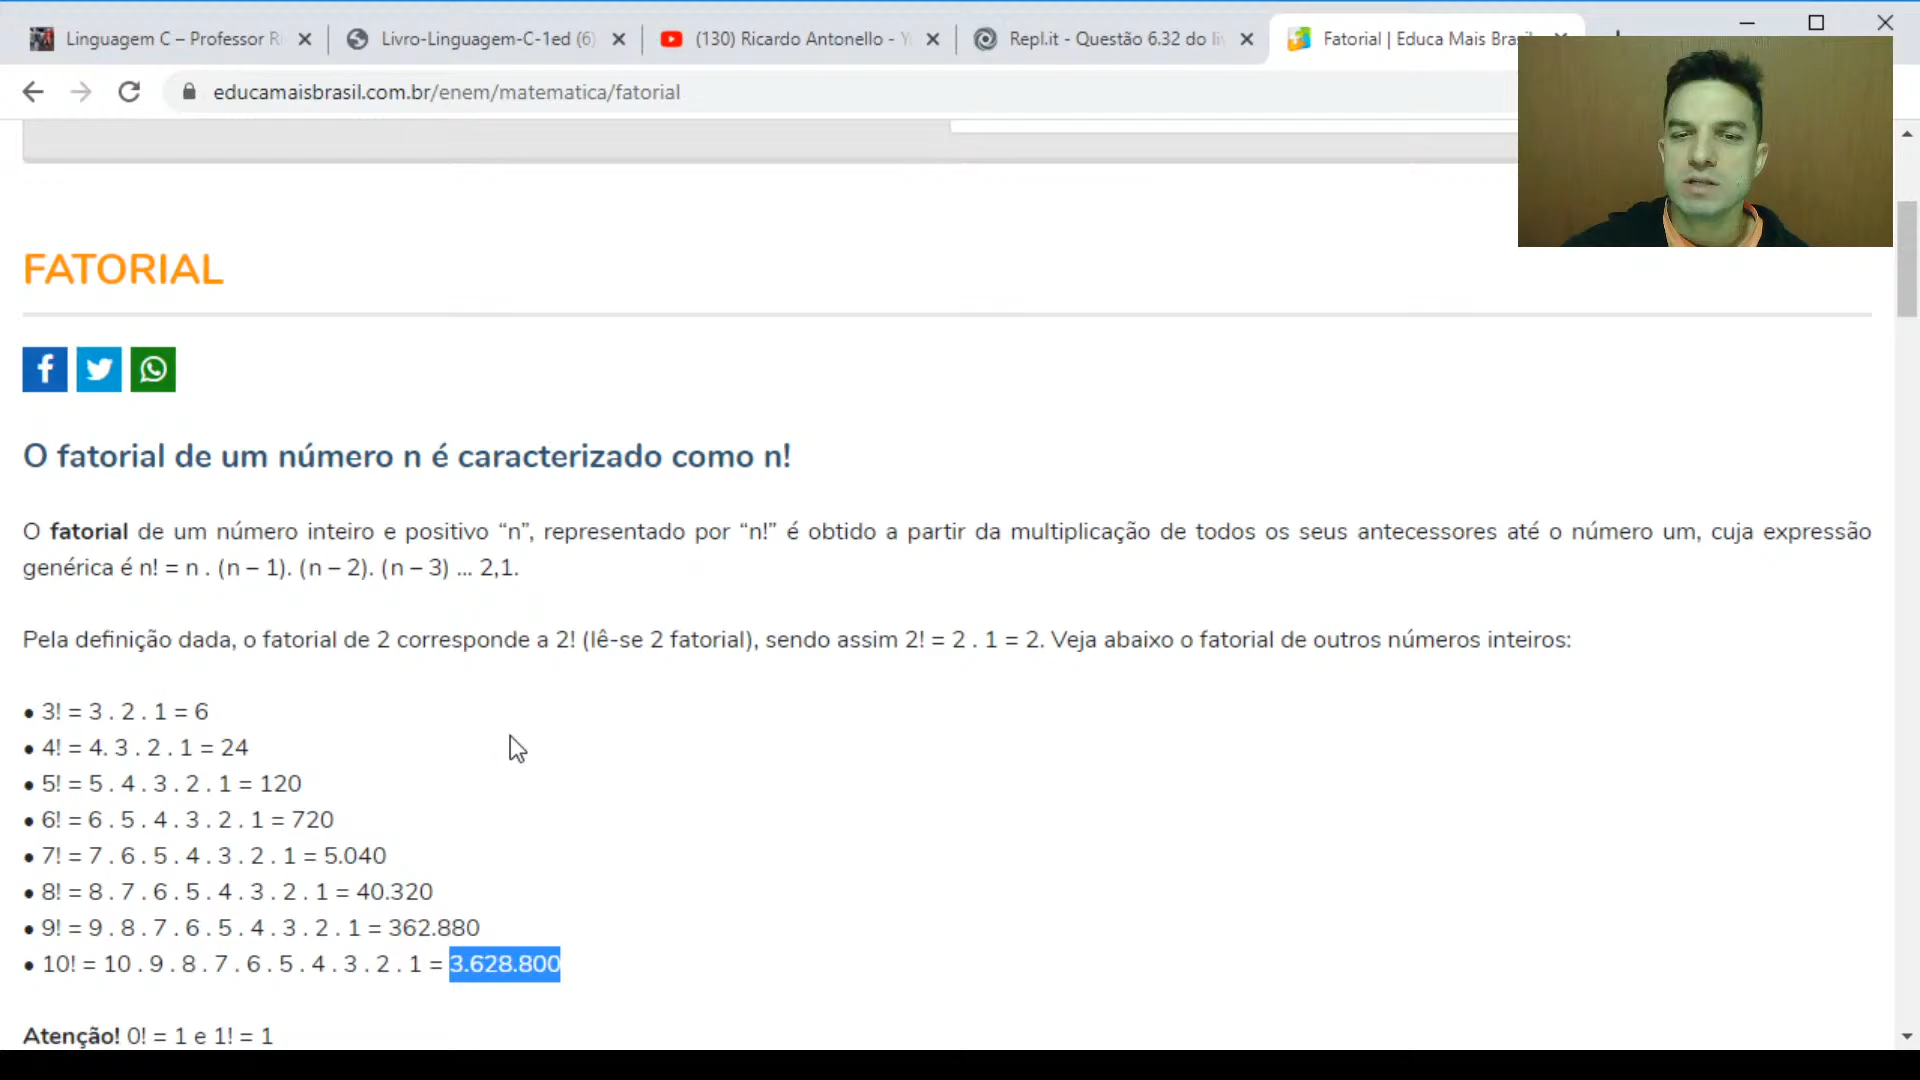 Linguagem C – Professor R
Livro-Linguagem-C-1ed (6)
(130) Ricardo Antonello -
Repl.it - Questão 6.32 do li
Fatorial | Educa Mais Bras
educamaisbrasil.com.br/enem/matematica/fatorial
FATORIAL
O fatorial de um número n é caracterizado como n!
O fatorial de um número inteiro e positivo “n”, representado por “n!” é obtido a partir da multiplicação de todos os seus antecessores até o número um, cuja expressão
genérica é n! = n . (n – 1). (n – 2). (n – 3) ... 2,1.
Pela definição dada, o fatorial de 2 corresponde a 2! (lê-se 2 fatorial), sendo assim 2! = 2 . 1 = 2. Veja abaixo o fatorial de outros números inteiros:
• 3! = 3 . 2 . 1 = 6
• 4! = 4. 3 . 2 . 1 = 24
• 5! = 5 . 4 . 3 . 2 . 1 = 120
• 6! = 6 . 5 . 4 . 3 . 2 . 1 = 720
• 7! = 7 . 6 . 5 . 4 . 3 . 2 . 1 = 5.040
• 8! = 8 . 7 . 6 . 5 . 4 . 3 . 2 . 1 = 40.320
• 9! = 9 . 8 . 7 . 6 . 5 . 4 . 3 . 2 . 1 = 362.880
• 10! = 10 . 9 . 8 . 7 . 6 . 5 . 4 . 3 . 2 . 1 = 3.628.800
Atenção! 0! = 1 e 1! = 1